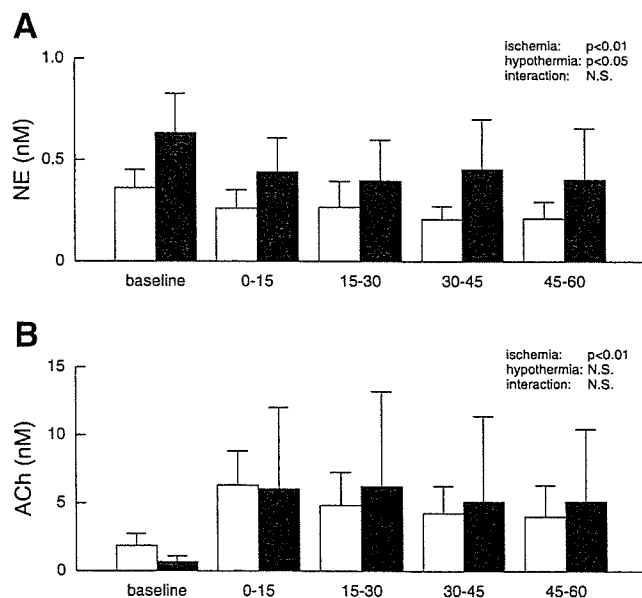 A
ischemia: p<0.01
hypothermia: p<0.05
interaction: N.S.
1.0
0.5
0
NE (nM)
baseline 0-15 15-30 30-45 45-60
B
ischemia: p<0.01
hypothermia: N.S.
interaction: N.S.
15
10
5
0
ACh (nM)
baseline 0-15 15-30 30-45 45-60